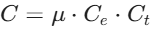 C = μ · C_e · C_t